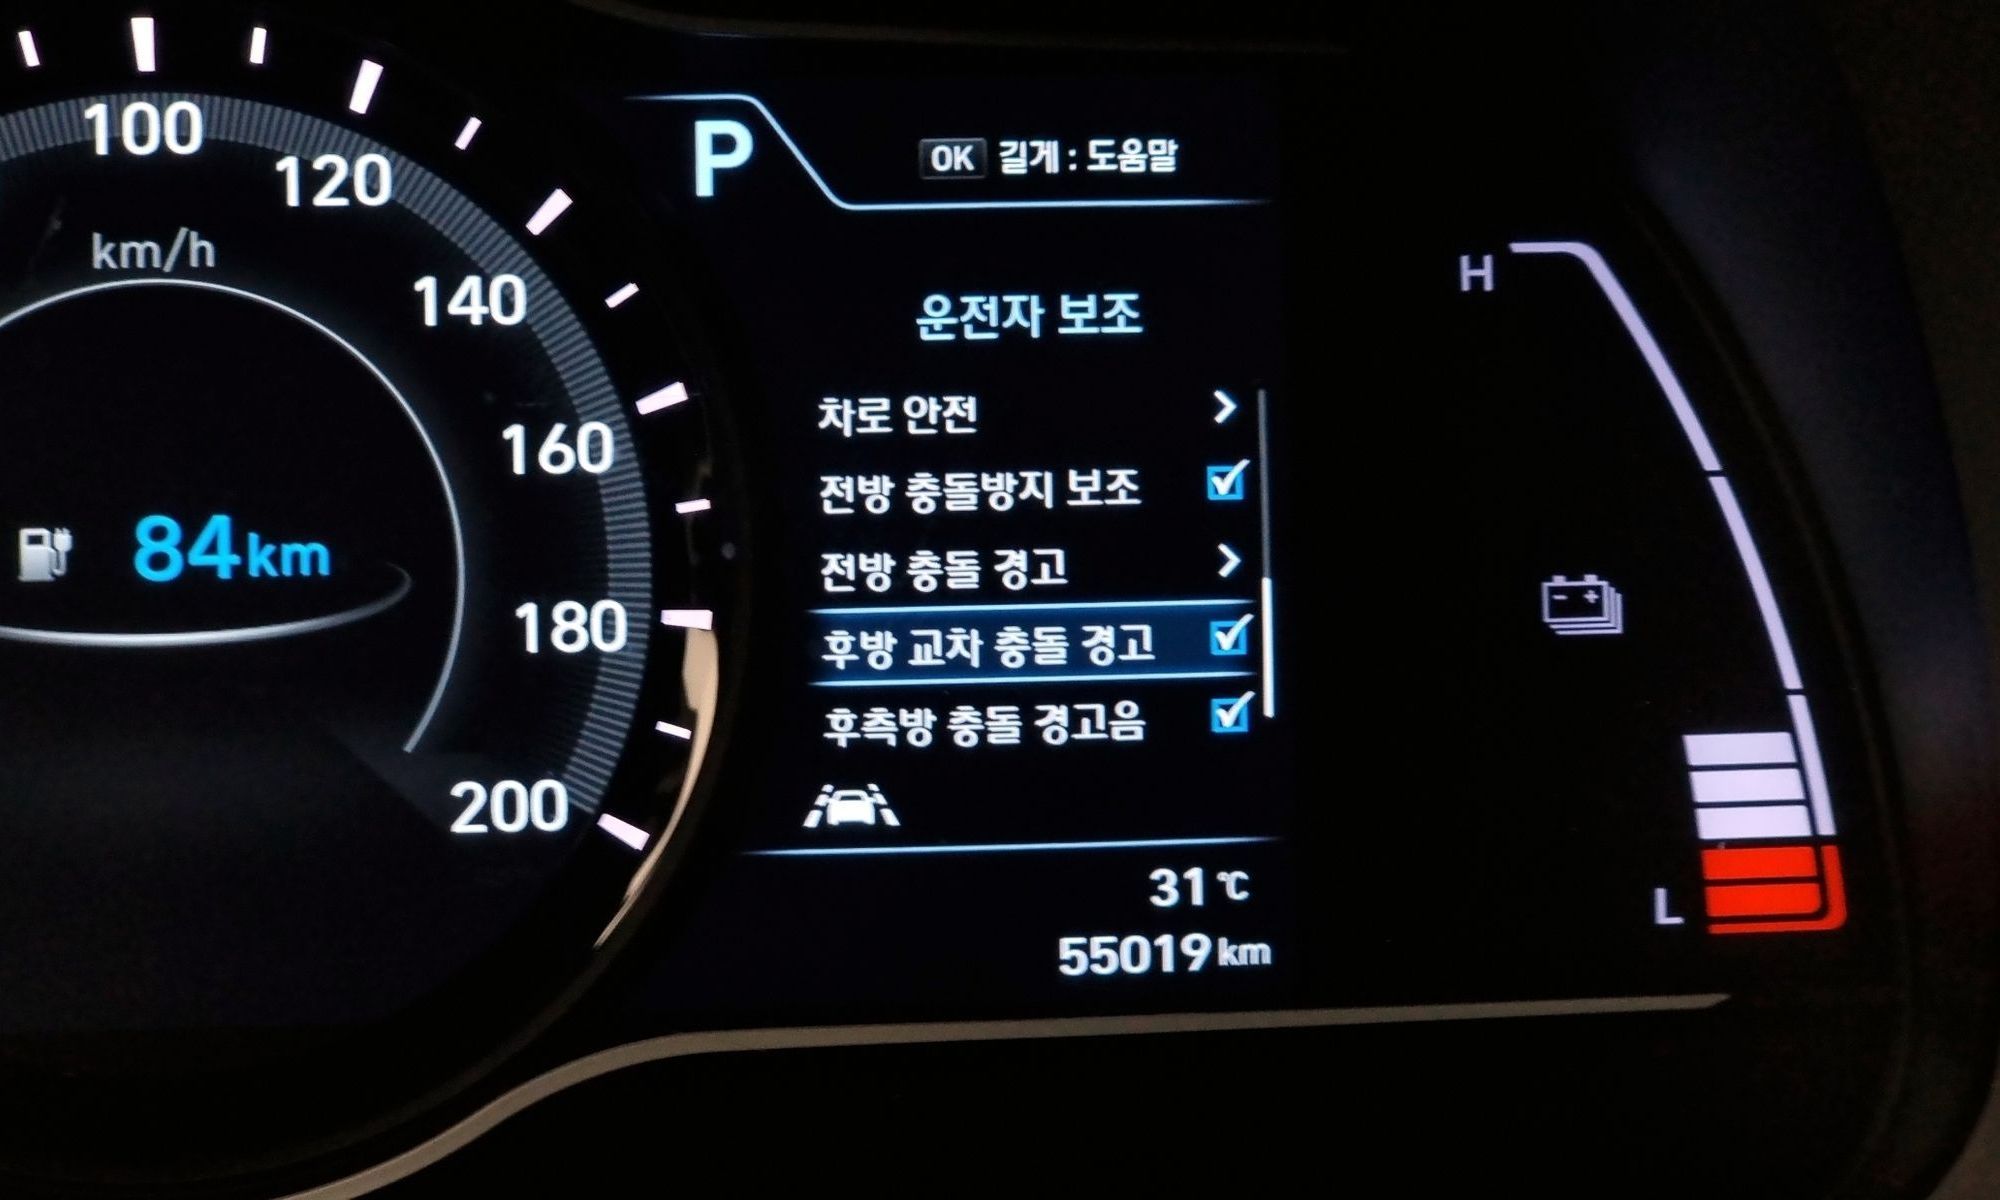 100
120
km/h
140
160
84km
180
200
P
OK 길게 : 도움말
운전자 보조
차로 안전
전방 충돌방지 보조
전방 충돌 경고
후방 교차 충돌 경고
후측방 충돌 경고음
31℃
55019km
H
L